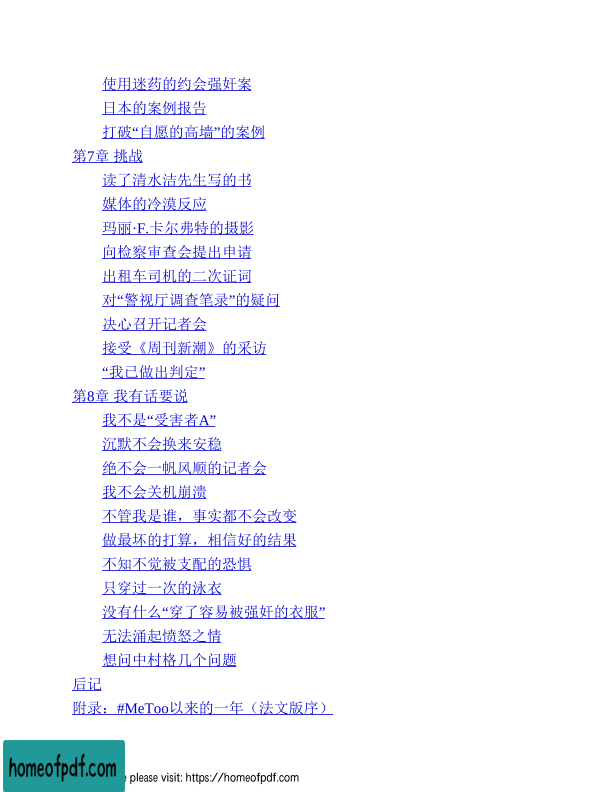 使用迷药的约会强奸案
日本的案例报告
打破“自愿的高墙”的案例
第7章 挑战
读了清水洁先生写的书
媒体的冷漠反应
玛丽·F.卡尔弗特的摄影
向检察审查会提出申请
出租车司机的二次证词
对“警视厅调查笔录”的疑问
决心召开记者会
接受《周刊新潮》的采访
“我已做出判定”
第8章 我有话要说
我不是“受害者A”
沉默不会换来安稳
绝不会一帆风顺的记者会
我不会关机崩溃
不管我是谁，事实都不会改变
做最坏的打算，相信好的结果
不知不觉被支配的恐惧
只穿过一次的泳衣
没有什么“穿了容易被强奸的衣服”
无法涌起愤怒之情
想问中村格几个问题
后记
附录：#MeToo以来的一年（法文版序）
homeofpdf.com
please visit: https://homeofpdf.com